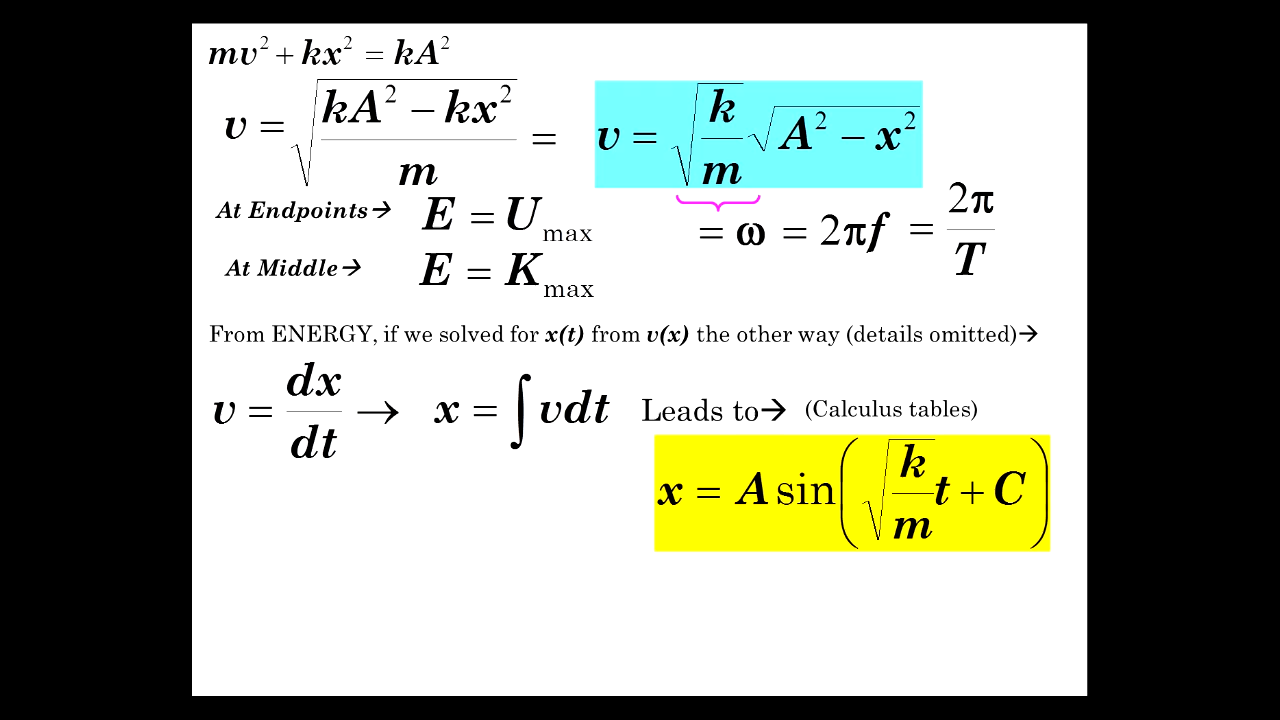 mv² + kx² = kA²
v = √((kA² − kx²)/m) = v = √(k/m) √(A² − x²)
At Endpoints→ E = U_max = ω = 2πf = 2π/T
At Middle→ E = K_max
From ENERGY, if we solved for x(t) from v(x) the other way (details omitted)→
v = dx/dt → x = ∫vdt Leads to→ (Calculus tables)
x = A sin(√(k/m) t + C)